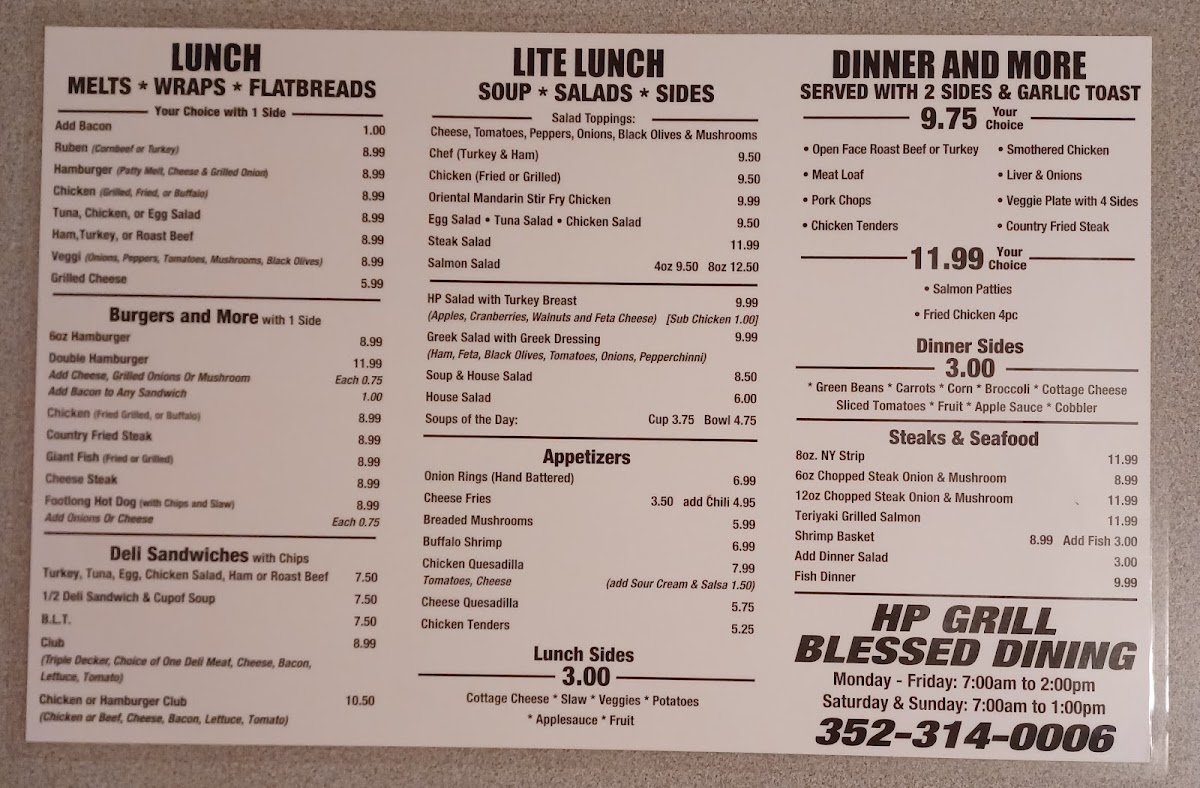 LUNCH
MELTS * WRAPS * FLATBREADS
Your Choice with 1 Side
Add Bacon 1.00
Ruben (Cornbeef or Turkey) 8.99
Hamburger (Patty Melt, Cheese & Grilled Onion) 8.99
Chicken (Grilled, Fried, or Buffalo) 8.99
Tuna, Chicken, or Egg Salad 8.99
Ham,Turkey, or Roast Beef 8.99
Veggi (Onions, Peppers, Tomatoes, Mushrooms, Black Olives) 8.99
Grilled Cheese 5.99
Burgers and More with 1 Side
6oz Hamburger 8.99
Double Hamburger 11.99
Add Cheese, Grilled Onions Or Mushroom Each 0.75
Add Bacon to Any Sandwich 1.00
Chicken (Fried Grilled, or Buffalo) 8.99
Country Fried Steak 8.99
Giant Fish (Fried or Grilled) 8.99
Cheese Steak 8.99
Footlong Hot Dog (with Chips and Slaw) 8.99
Add Onions Or Cheese Each 0.75
Deli Sandwiches with Chips
Turkey, Tuna, Egg, Chicken Salad, Ham or Roast Beef 7.50
1/2 Deli Sandwich & Cupof Soup 7.50
B.L.T. 7.50
Club 8.99
(Triple Decker, Choice of One Deli Meat, Cheese, Bacon,
Lettuce, Tomato)
Chicken or Hamburger Club 10.50
(Chicken or Beef, Cheese, Bacon, Lettuce, Tomato)
LITE LUNCH
SOUP * SALADS * SIDES
Salad Toppings:
Cheese, Tomatoes, Peppers, Onions, Black Olives & Mushrooms
Chef (Turkey & Ham) 9.50
Chicken (Fried or Grilled) 9.50
Oriental Mandarin Stir Fry Chicken 9.99
Egg Salad • Tuna Salad • Chicken Salad 9.50
Steak Salad 11.99
Salmon Salad 4oz 9.50 8oz 12.50
HP Salad with Turkey Breast 9.99
(Apples, Cranberries, Walnuts and Feta Cheese) [Sub Chicken 1.00]
Greek Salad with Greek Dressing 9.99
(Ham, Feta, Black Olives, Tomatoes, Onions, Pepperchinni)
Soup & House Salad 8.50
House Salad 6.00
Soups of the Day: Cup 3.75 Bowl 4.75
Appetizers
Onion Rings (Hand Battered) 6.99
Cheese Fries 3.50 add Chili 4.95
Breaded Mushrooms 5.99
Buffalo Shrimp 6.99
Chicken Quesadilla 7.99
Tomatoes, Cheese (add Sour Cream & Salsa 1.50)
Cheese Quesadilla 5.75
Chicken Tenders 5.25
Lunch Sides
3.00
Cottage Cheese * Slaw * Veggies * Potatoes
* Applesauce * Fruit
DINNER AND MORE
SERVED WITH 2 SIDES & GARLIC TOAST
9.75 Your Choice
• Open Face Roast Beef or Turkey • Smothered Chicken
• Meat Loaf • Liver & Onions
• Pork Chops • Veggie Plate with 4 Sides
• Chicken Tenders • Country Fried Steak
11.99 Your Choice
• Salmon Patties
• Fried Chicken 4pc
Dinner Sides
3.00
* Green Beans * Carrots * Corn * Broccoli * Cottage Cheese
Sliced Tomatoes * Fruit * Apple Sauce * Cobbler
Steaks & Seafood
8oz. NY Strip 11.99
6oz Chopped Steak Onion & Mushroom 8.99
12oz Chopped Steak Onion & Mushroom 11.99
Teriyaki Grilled Salmon 11.99
Shrimp Basket 8.99 Add Fish 3.00
Add Dinner Salad 3.00
Fish Dinner 9.99
HP GRILL
BLESSED DINING
Monday - Friday: 7:00am to 2:00pm
Saturday & Sunday: 7:00am to 1:00pm
352-314-0006